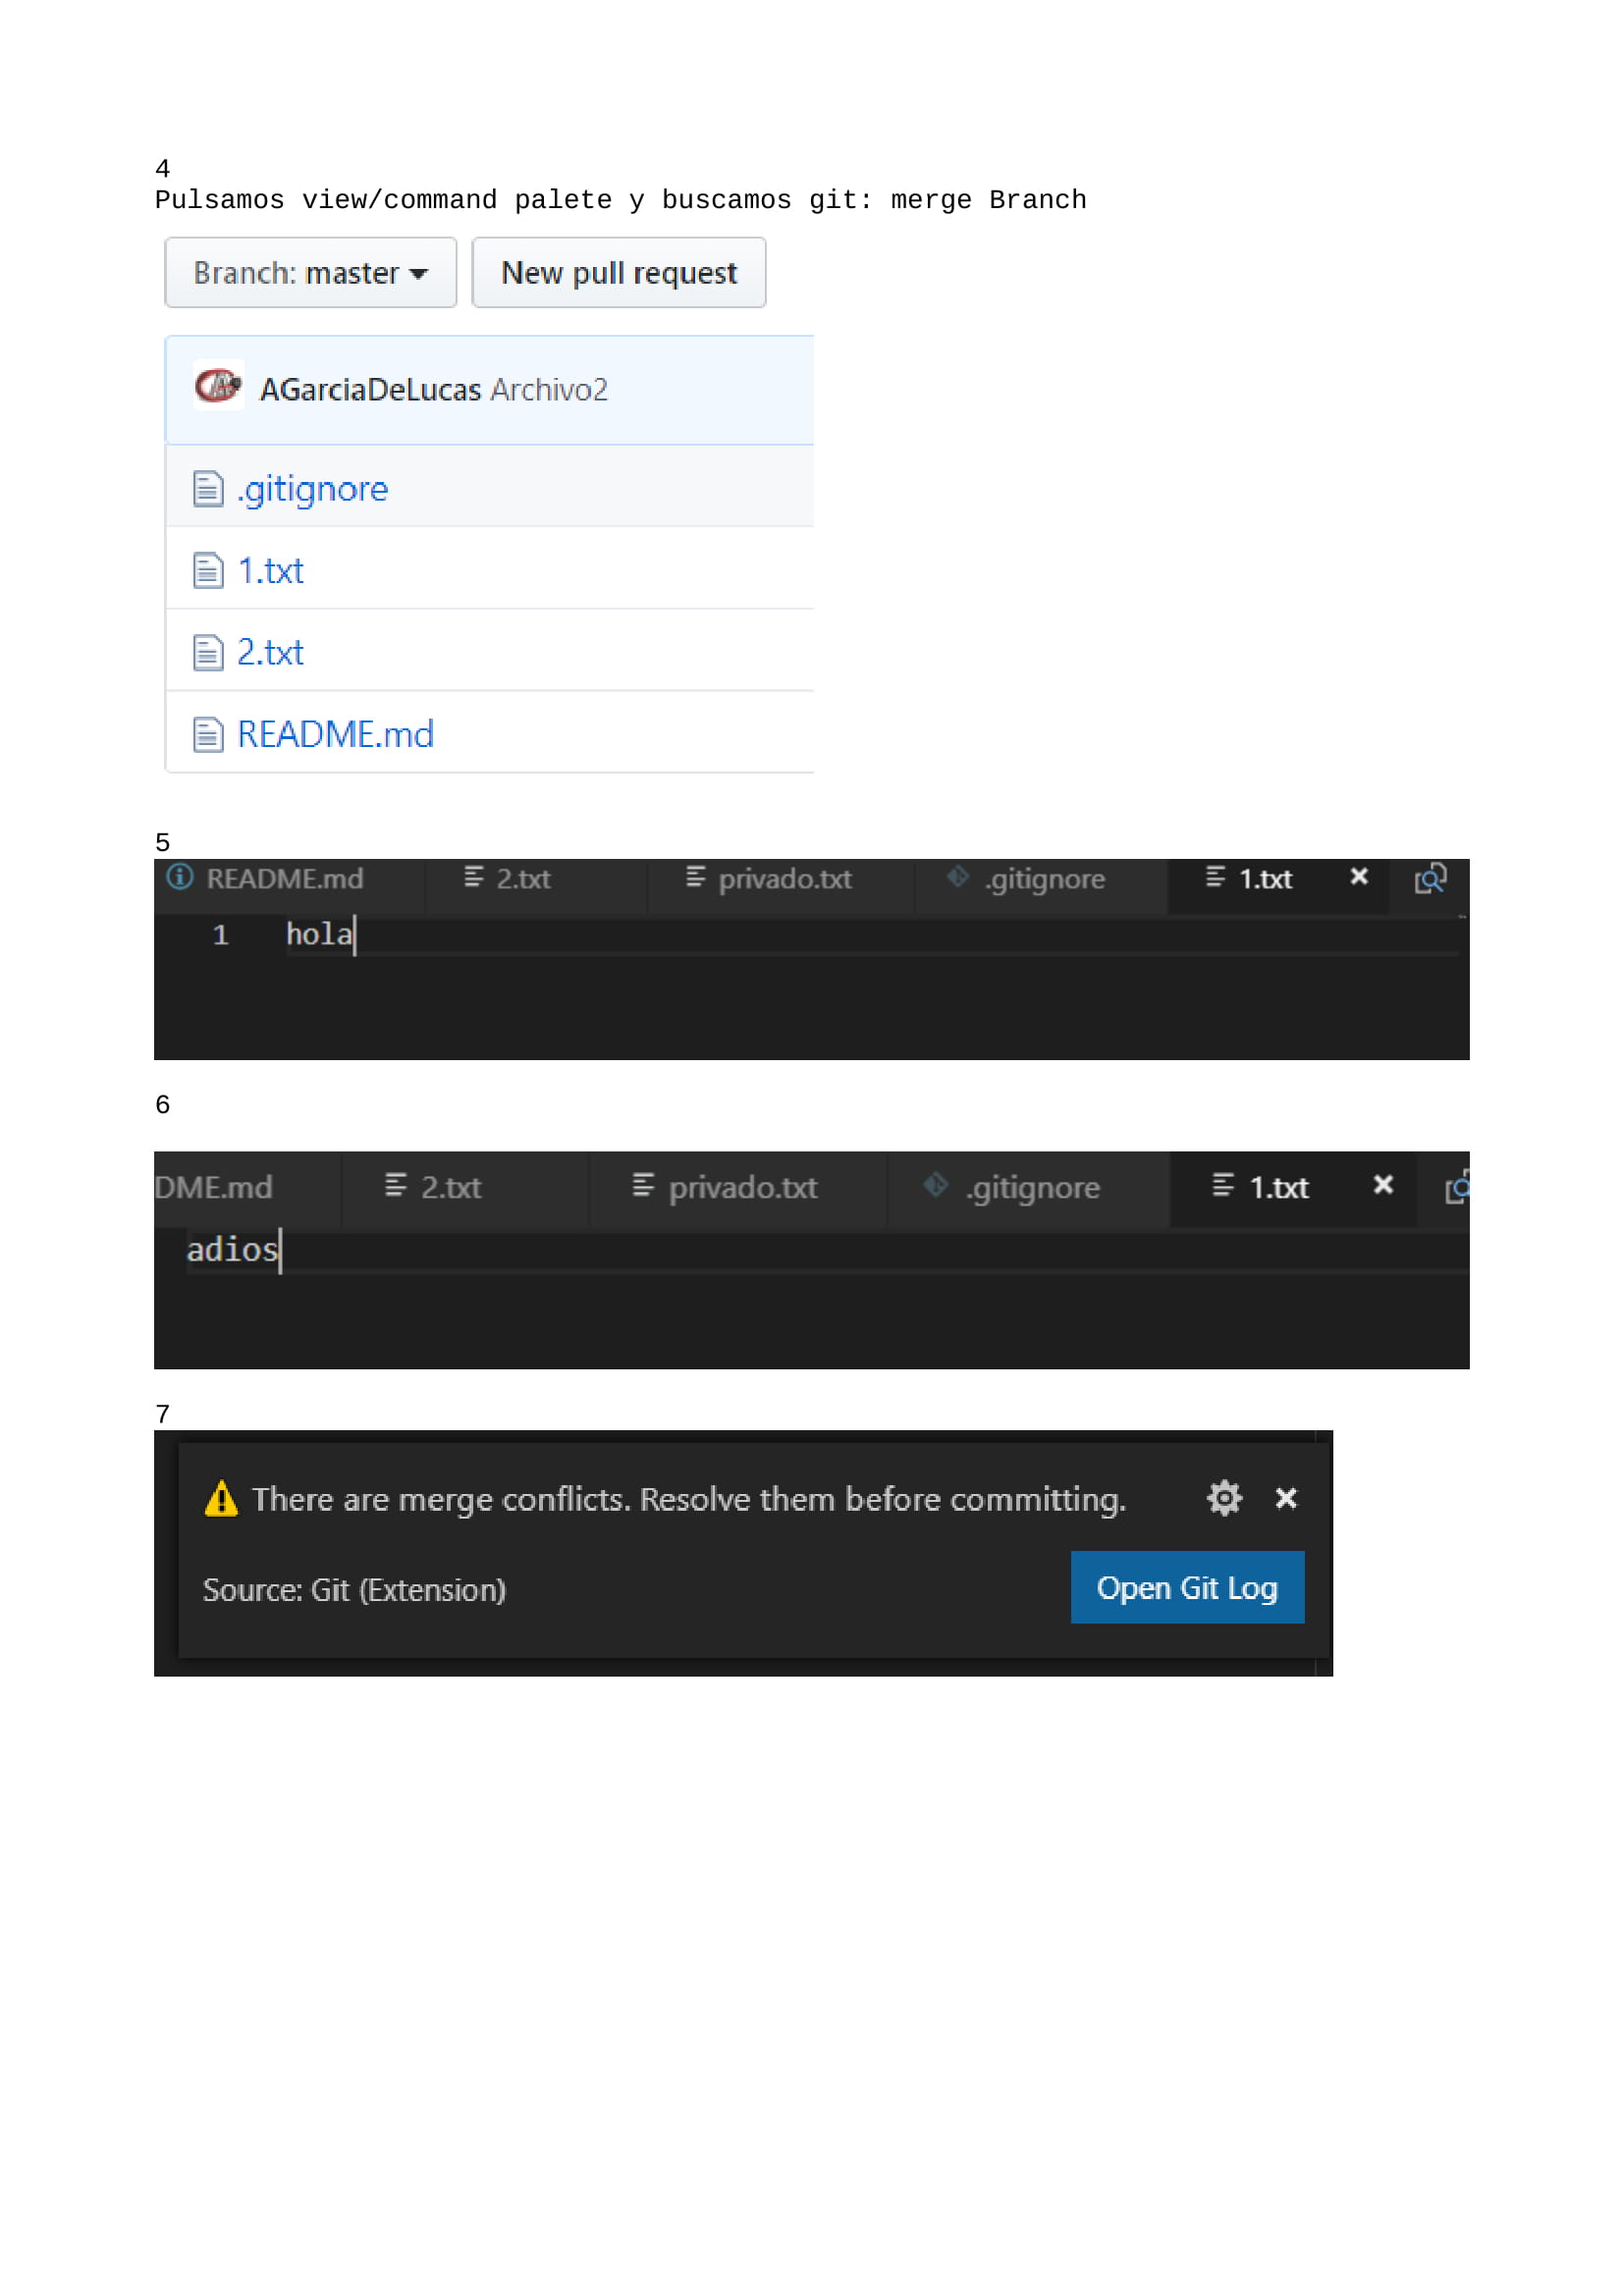 4
Pulsamos view/command palete y buscamos git: merge Branch
Branch: master New pull request
AGarciaDeLucas Archivo2
.gitignore
1.txt
2.txt
README.md
5
README.md 2.txt privado.txt .gitignore 1.txt
1 hola
6
DME.md 2.txt privado.txt .gitignore 1.txt
adios
7
There are merge conflicts. Resolve them before committing.
Source: Git (Extension) Open Git Log